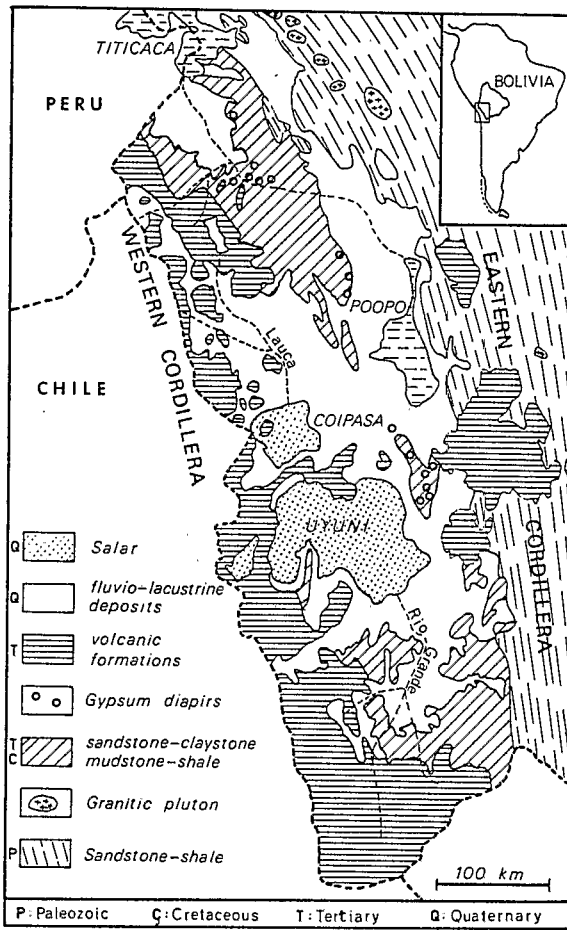 TITICACA
BOLIVIA
PERU
WESTERN CORDILLERA
EASTERN
POOPO
Lauca
CHILE
COIPASA
UYUNI
CORDILLERA
Rio Grande
Q Salar
Q fluvio-lacustrine
deposits
T volcanic
formations
Gypsum diapirs
T sandstone-claystone
C mudstone-shale
Granitic pluton
P Sandstone-shale
100 km
P: Paleozoic C: Cretaceous T: Tertiary Q: Quaternary